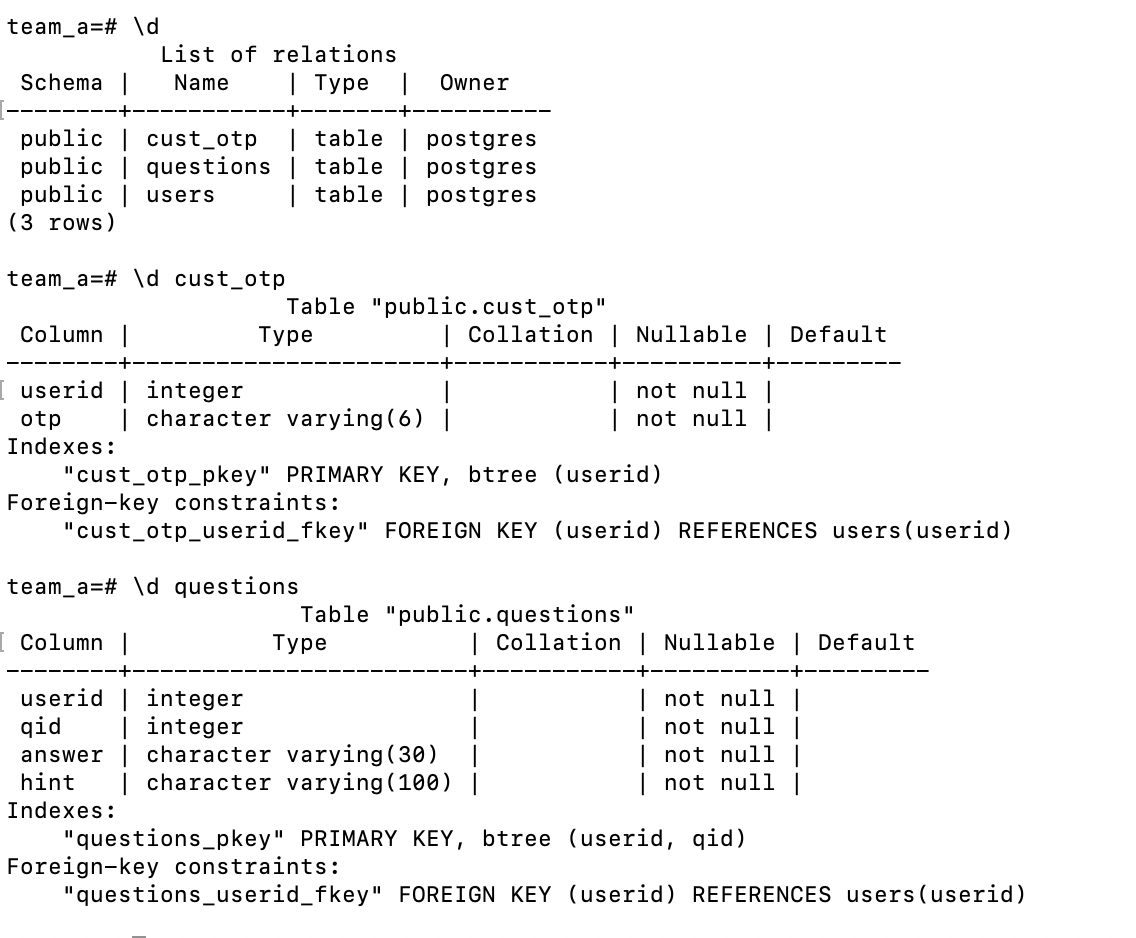 team_a=# \d
List of relations
Schema | Name | Type | Owner
--------+-----------+-------+----------
public | cust_otp | table | postgres
public | questions | table | postgres
public | users | table | postgres
(3 rows)
team_a=# \d cust_otp
Table "public.cust_otp"
Column | Type | Collation | Nullable | Default
--------+----------------------+-----------+----------+---------
userid | integer | | not null |
otp | character varying(6) | | not null |
Indexes:
"cust_otp_pkey" PRIMARY KEY, btree (userid)
Foreign-key constraints:
"cust_otp_userid_fkey" FOREIGN KEY (userid) REFERENCES users(userid)
team_a=# \d questions
Table "public.questions"
Column | Type | Collation | Nullable | Default
--------+------------------------+-----------+----------+---------
userid | integer | | not null |
qid | integer | | not null |
answer | character varying(30) | | not null |
hint | character varying(100) | | not null |
Indexes:
"questions_pkey" PRIMARY KEY, btree (userid, qid)
Foreign-key constraints:
"questions_userid_fkey" FOREIGN KEY (userid) REFERENCES users(userid)